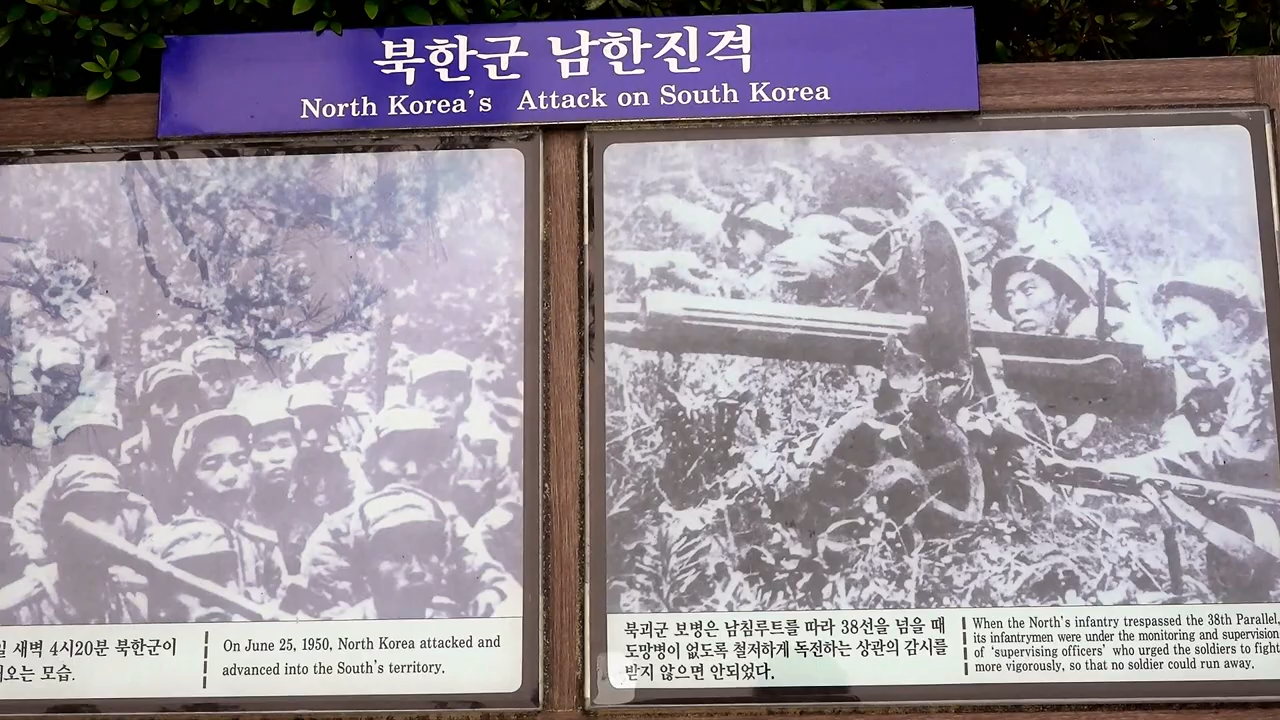 북한군 남한진격
North Korea's Attack on South Korea
일 새벽 4시20분 북한군이
오는 모습.
On June 25, 1950, North Korea attacked and
advanced into the South's territory.
북괴군 보병은 남침루트를 따라 38선을 넘을 때
도망병이 없도록 철저하게 독전하는 상관의 감시를
받지 않으면 안되었다.
When the North's infantry trespassed the 38th Parallel,
its infantrymen were under the monitoring and supervision
of 'supervising officers' who urged the soldiers to fight
more vigorously, so that no soldier could run away.